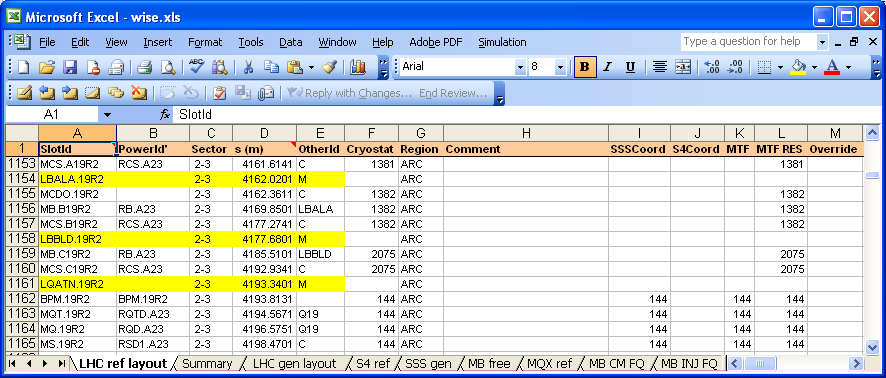 Microsoft Excel - wise.xls
File Edit View Insert Format Tools Data Window Help Adobe PDF Simulation Type a question for help
Arial 8 B I U
Reply with Changes... End Review...
A1 fx SlotId
A B C D E F G H I J K L M
1 SlotId PowerId' Sector s (m) OtherId Cryostat Region Comment SSSCoord S4Coord MTF MTF RES Override
1153 MCS.A19R2 RCS.A23 2-3 4161.6141 C 1381 ARC 1381
1154 LBALA.19R2 2-3 4162.0201 M ARC
1155 MCDO.19R2 2-3 4162.3611 C 1382 ARC 1382
1156 MB.B19R2 RB.A23 2-3 4169.8501 LBALA 1382 ARC 1382
1157 MCS.B19R2 RCS.A23 2-3 4177.2741 C 1382 ARC 1382
1158 LBBLD.19R2 2-3 4177.6801 M ARC
1159 MB.C19R2 RB.A23 2-3 4185.5101 LBBLD 2075 ARC 2075
1160 MCS.C19R2 RCS.A23 2-3 4192.9341 C 2075 ARC 2075
1161 LQATN.19R2 2-3 4193.3401 M ARC
1162 BPM.19R2 BPM.19R2 2-3 4193.8131 144 ARC 144 144 144
1163 MQT.19R2 RQTD.A23 2-3 4194.5671 Q19 144 ARC 144 144 144
1164 MQ.19R2 RQD.A23 2-3 4196.5751 Q19 144 ARC 144 144 144
1165 MS.19R2 RSD1.A23 2-3 4198.4701 C 144 ARC 144 144 144
LHC ref layout Summary LHC gen layout S4 ref SSS gen MB free MQX ref MB CM FQ MB INJ FQ